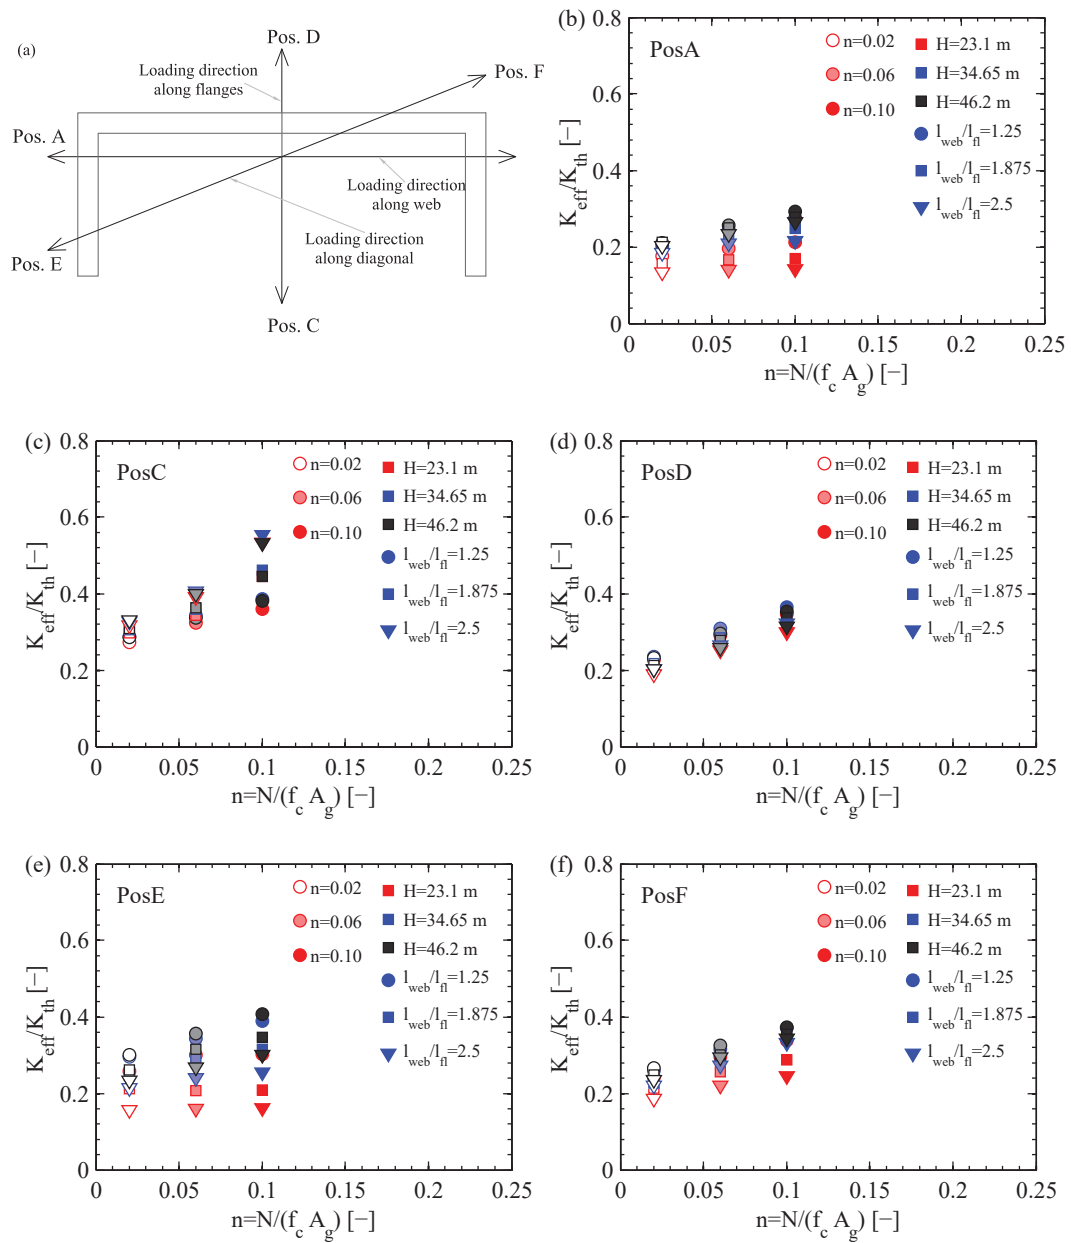 (a)
Pos. D
Loading direction
along flanges
Pos. F
Pos. A
Loading direction
along web
Loading direction
along diagonal
Pos. E
Pos. C
(b)
PosA
n=0.02
n=0.06
n=0.10
H=23.1 m
H=34.65 m
H=46.2 m
l_web/l_fl=1.25
l_web/l_fl=1.875
l_web/l_fl=2.5
K_eff/K_th [−]
0.8
0.6
0.4
0.2
0
0 0.05 0.1 0.15 0.2 0.25
n=N/(f_c A_g) [−]
(c)
PosC
n=0.02
n=0.06
n=0.10
H=23.1 m
H=34.65 m
H=46.2 m
l_web/l_fl=1.25
l_web/l_fl=1.875
l_web/l_fl=2.5
K_eff/K_th [−]
0.8
0.6
0.4
0.2
0
0 0.05 0.1 0.15 0.2 0.25
n=N/(f_c A_g) [−]
(d)
PosD
n=0.02
n=0.06
n=0.10
H=23.1 m
H=34.65 m
H=46.2 m
l_web/l_fl=1.25
l_web/l_fl=1.875
l_web/l_fl=2.5
K_eff/K_th [−]
0.8
0.6
0.4
0.2
0
0 0.05 0.1 0.15 0.2 0.25
n=N/(f_c A_g) [−]
(e)
PosE
n=0.02
n=0.06
n=0.10
H=23.1 m
H=34.65 m
H=46.2 m
l_web/l_fl=1.25
l_web/l_fl=1.875
l_web/l_fl=2.5
K_eff/K_th [−]
0.8
0.6
0.4
0.2
0
0 0.05 0.1 0.15 0.2 0.25
n=N/(f_c A_g) [−]
(f)
PosF
n=0.02
n=0.06
n=0.10
H=23.1 m
H=34.65 m
H=46.2 m
l_web/l_fl=1.25
l_web/l_fl=1.875
l_web/l_fl=2.5
K_eff/K_th [−]
0.8
0.6
0.4
0.2
0
0 0.05 0.1 0.15 0.2 0.25
n=N/(f_c A_g) [−]